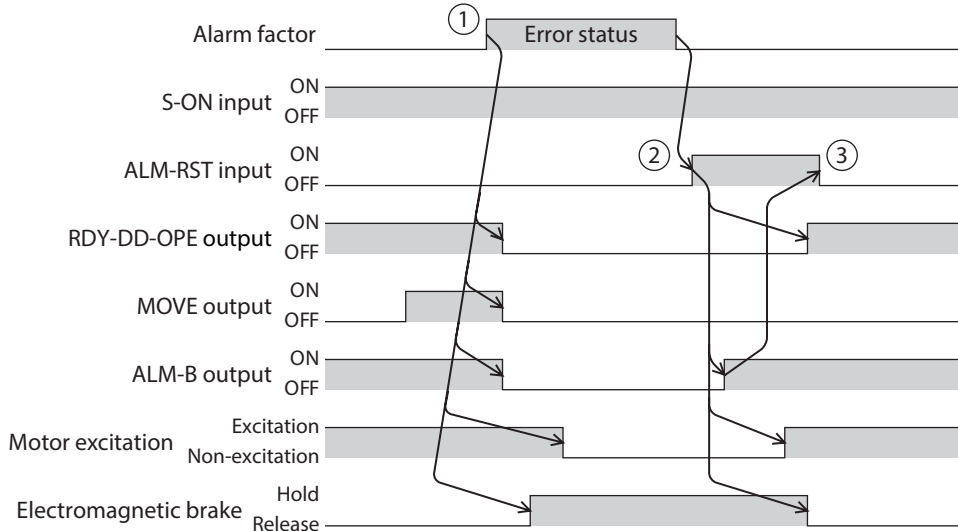 Alarm factor
① Error status
S-ON input ON
OFF
ALM-RST input ON
OFF
② ③
RDY-DD-OPE output ON
OFF
MOVE output ON
OFF
ALM-B output ON
OFF
Motor excitation Excitation
Non-excitation
Electromagnetic brake Hold
Release